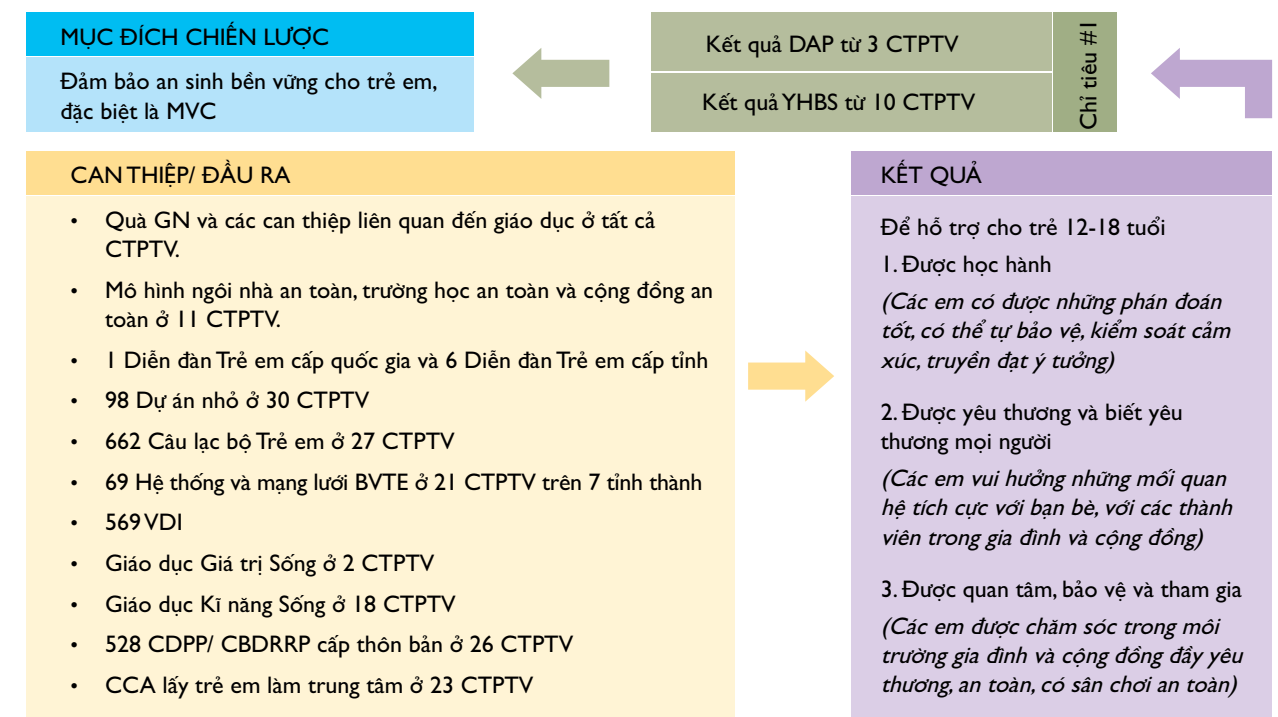 MỤC ĐÍCH CHIẾN LƯỢC
Đảm bảo an sinh bền vững cho trẻ em,
đặc biệt là MVC
Kết quả DAP từ 3 CTPTV
Kết quả YHBS từ 10 CTPTV
Chỉ tiêu #1
CAN THIỆP/ ĐẦU RA
• Quà GN và các can thiệp liên quan đến giáo dục ở tất cả
CTPTV.
• Mô hình ngôi nhà an toàn, trường học an toàn và cộng đồng an
toàn ở 11 CTPTV.
• 1 Diễn đàn Trẻ em cấp quốc gia và 6 Diễn đàn Trẻ em cấp tỉnh
• 98 Dự án nhỏ ở 30 CTPTV
• 662 Câu lạc bộ Trẻ em ở 27 CTPTV
• 69 Hệ thống và mạng lưới BVTE ở 21 CTPTV trên 7 tỉnh thành
• 569 VDI
• Giáo dục Giá trị Sống ở 2 CTPTV
• Giáo dục Kĩ năng Sống ở 18 CTPTV
• 528 CDPP/ CBDRRP cấp thôn bản ở 26 CTPTV
• CCA lấy trẻ em làm trung tâm ở 23 CTPTV
KẾT QUẢ
Để hỗ trợ cho trẻ 12-18 tuổi
1. Được học hành
(Các em có được những phán đoán
tốt, có thể tự bảo vệ, kiểm soát cảm
xúc, truyền đạt ý tưởng)
2. Được yêu thương và biết yêu
thương mọi người
(Các em vui hưởng những mối quan
hệ tích cực với bạn bè, với các thành
viên trong gia đình và cộng đồng)
3. Được quan tâm, bảo vệ và tham gia
(Các em được chăm sóc trong môi
trường gia đình và cộng đồng đầy yêu
thương, an toàn, có sân chơi an toàn)